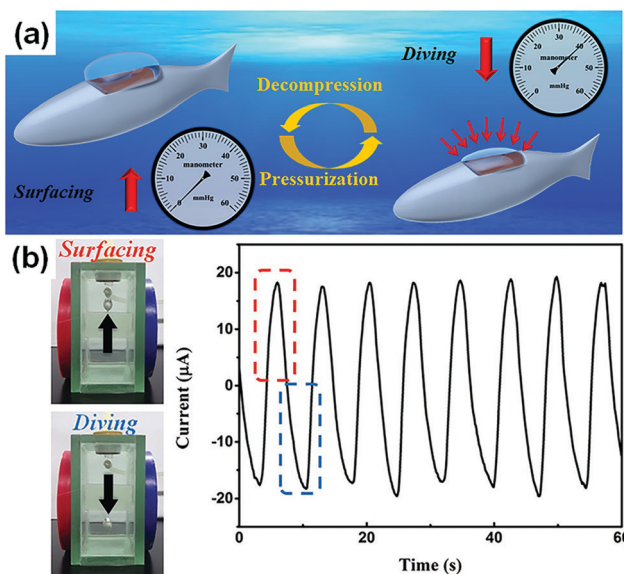 (a)
Diving
0
10
20
30
40
50
60
manometer
mmHg
Decompression
Pressurization
Surfacing
0
10
20
30
40
50
60
manometer
mmHg
(b)
Surfacing
Diving
Current (µA)
20
10
0
-10
-20
0
20
40
60
Time (s)